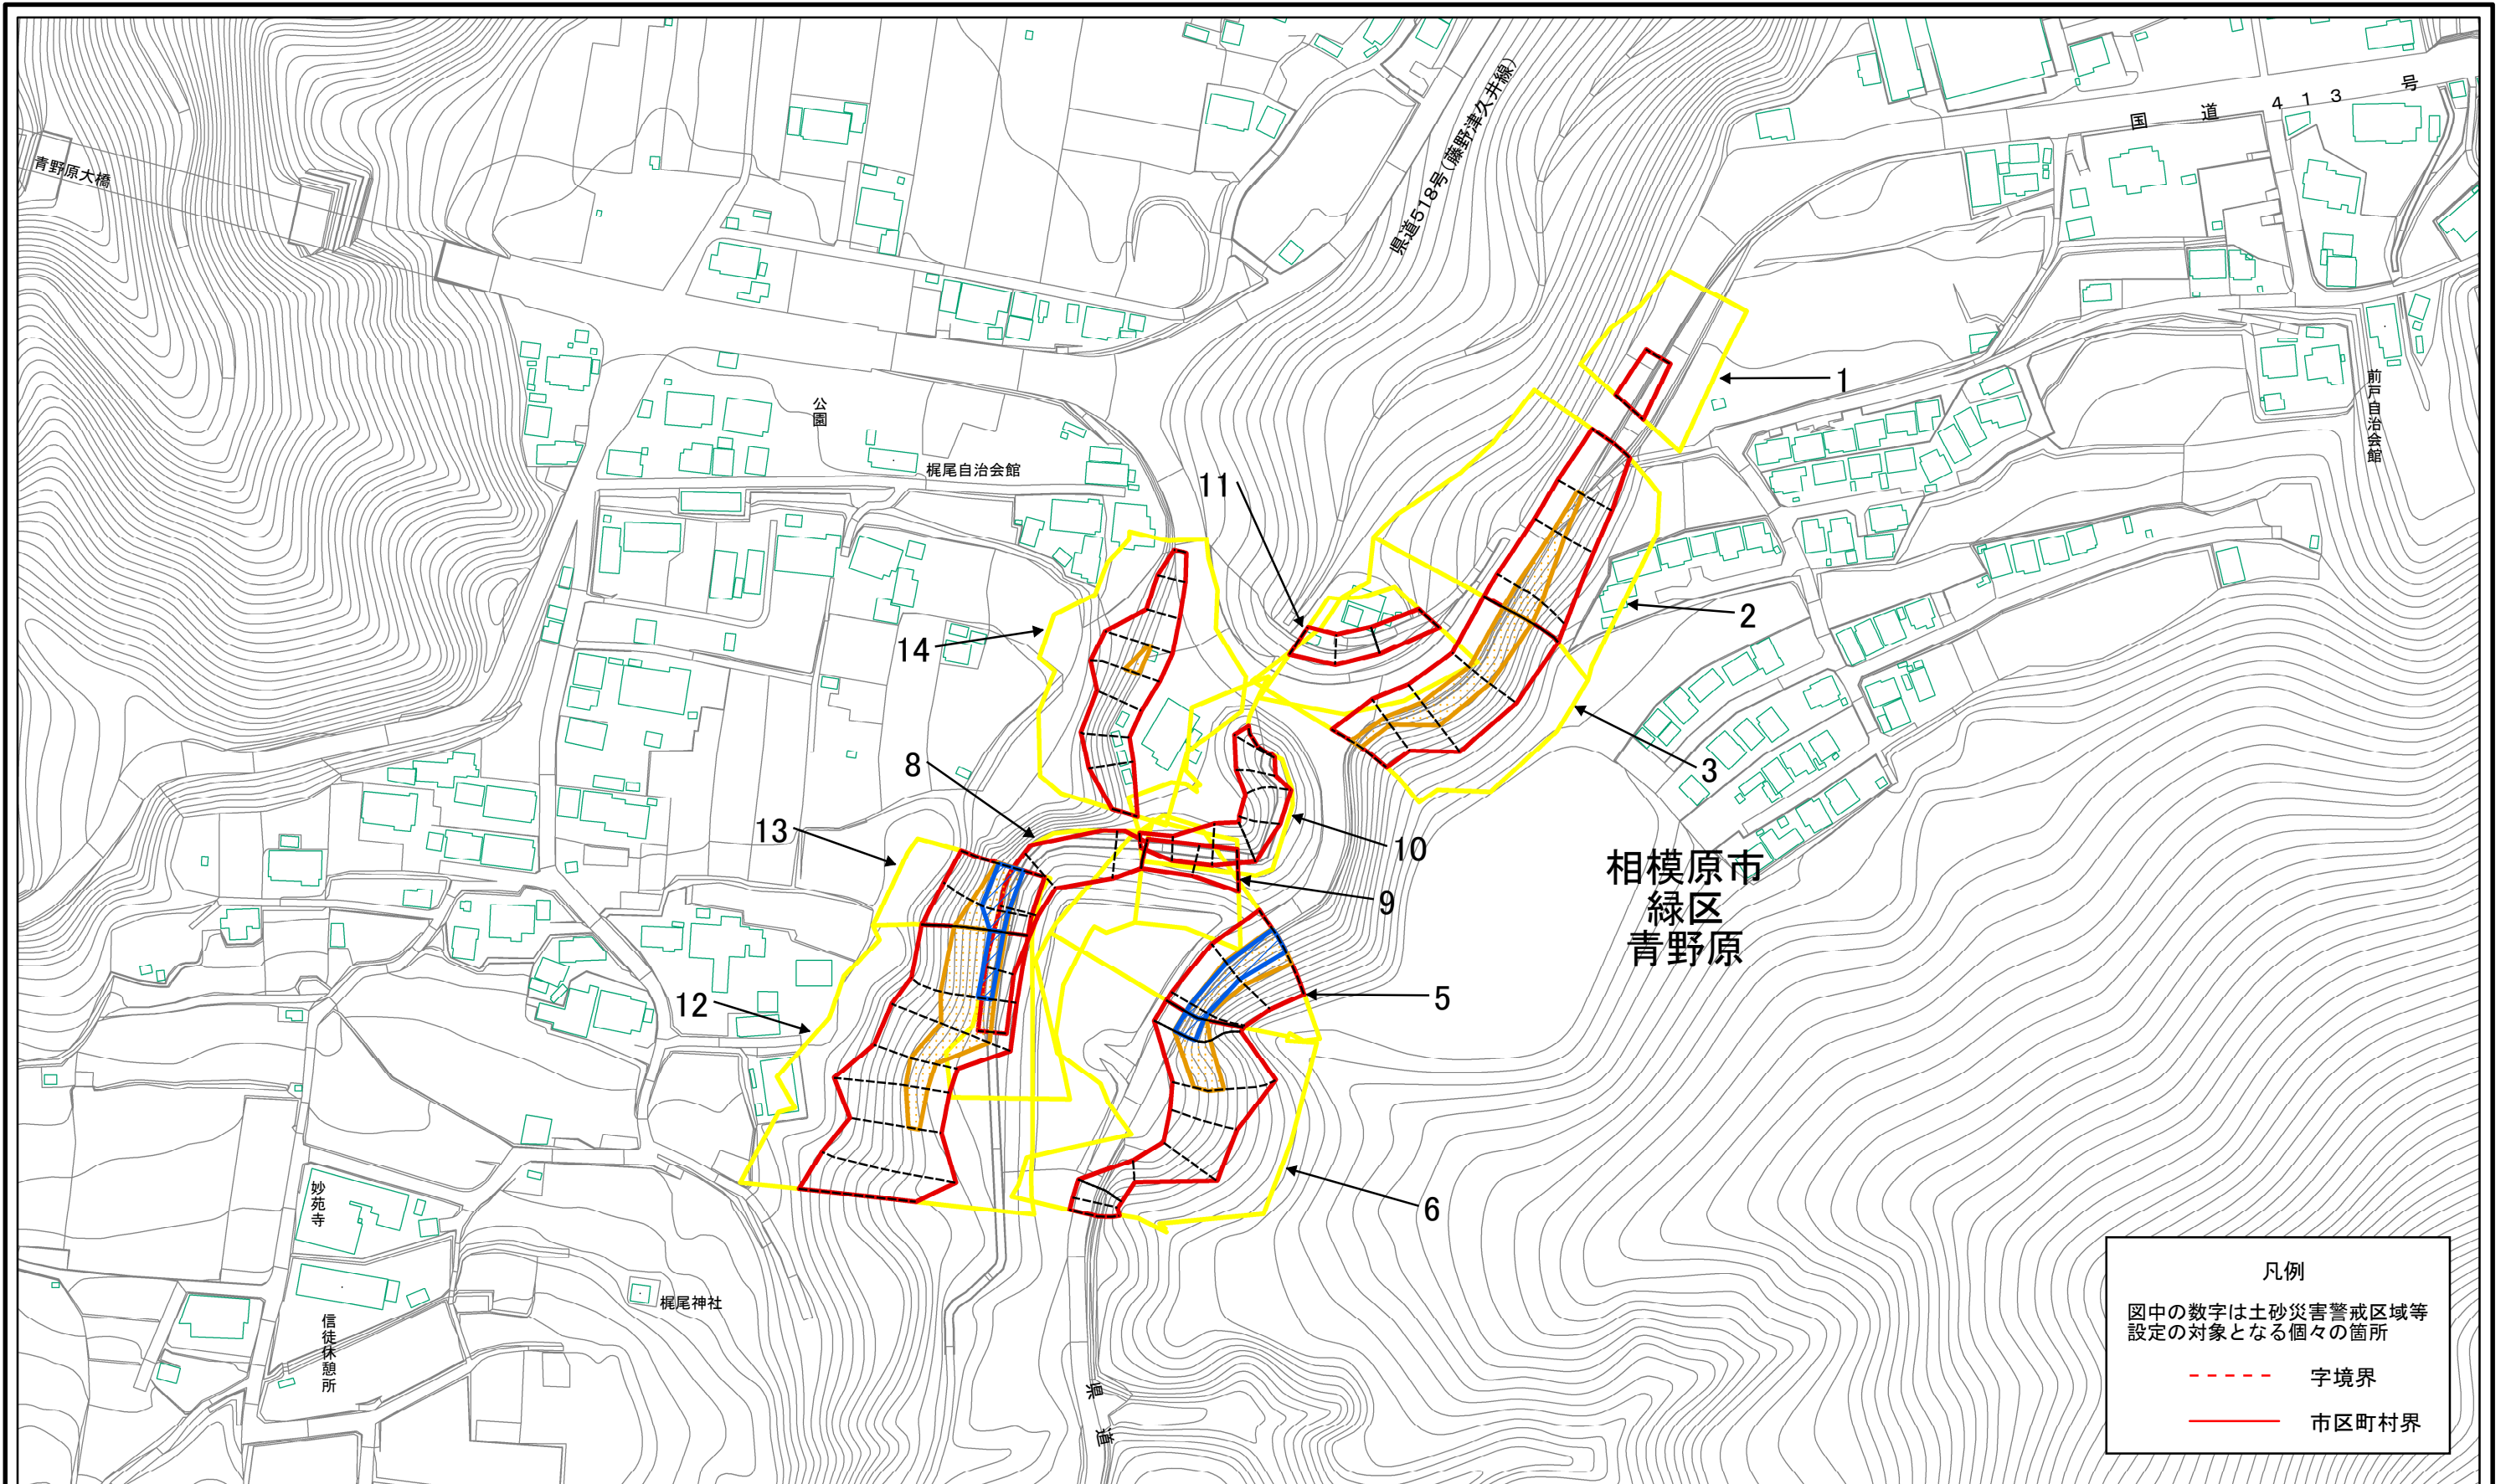 青野原大橋
県道518号(藤野津久井線)
国道413号
公園
梶尾自治会館
前戸自治会館
1
11
2
14
3
8
13
10
9
相模原市
緑区
青野原
12
5
6
妙苑寺
梶尾神社
信徒休憩所
県道
凡例
図中の数字は土砂災害警戒区域等
設定の対象となる個々の箇所
字境界
市区町村界